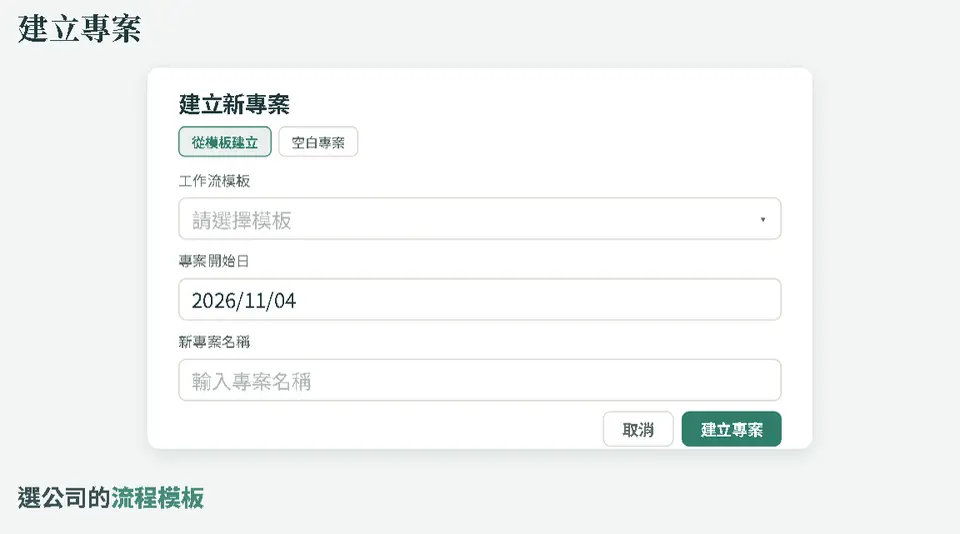 建立專案
建立新專案
從模板建立 空白專案
工作流模板
請選擇模板
專案開始日
2026/11/04
新專案名稱
輸入專案名稱
取消 建立專案
選公司的流程模板